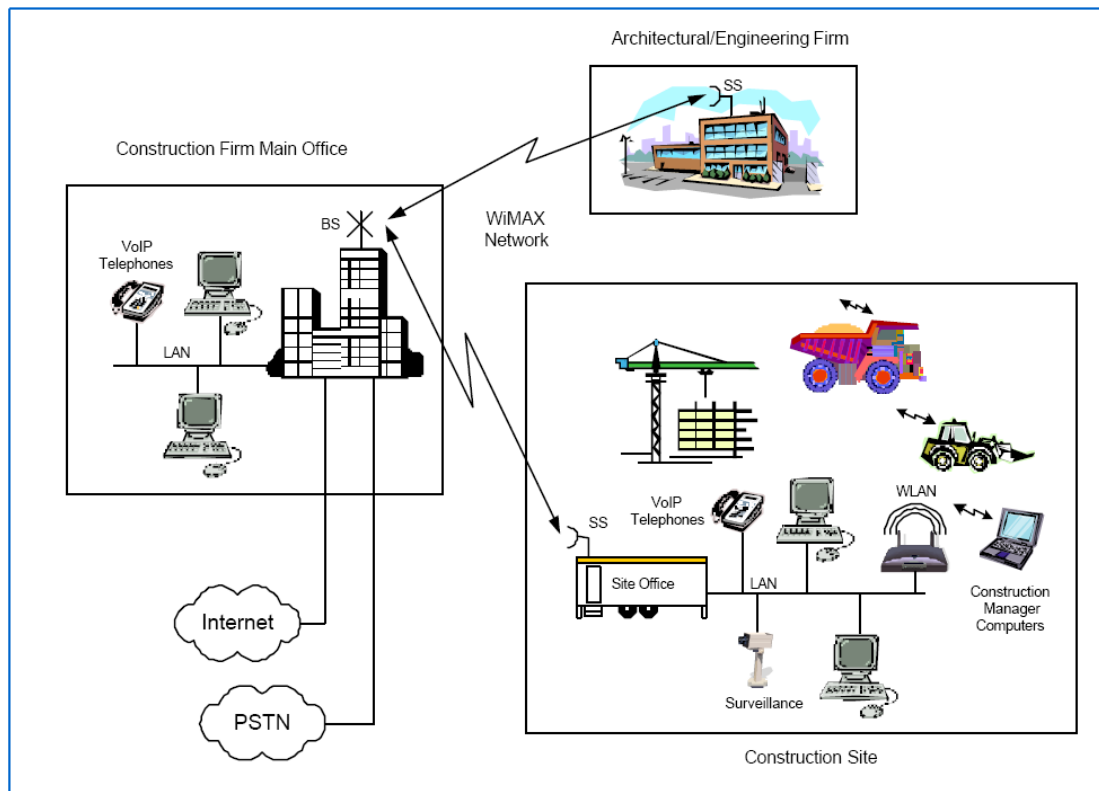 Architectural/Engineering Firm
SS
Construction Firm Main Office
BS
WiMAX
Network
VoIP
Telephones
LAN
WLAN
VoIP
Telephones
SS
Site Office
LAN
Construction
Manager
Computers
Internet
Surveillance
PSTN
Construction Site